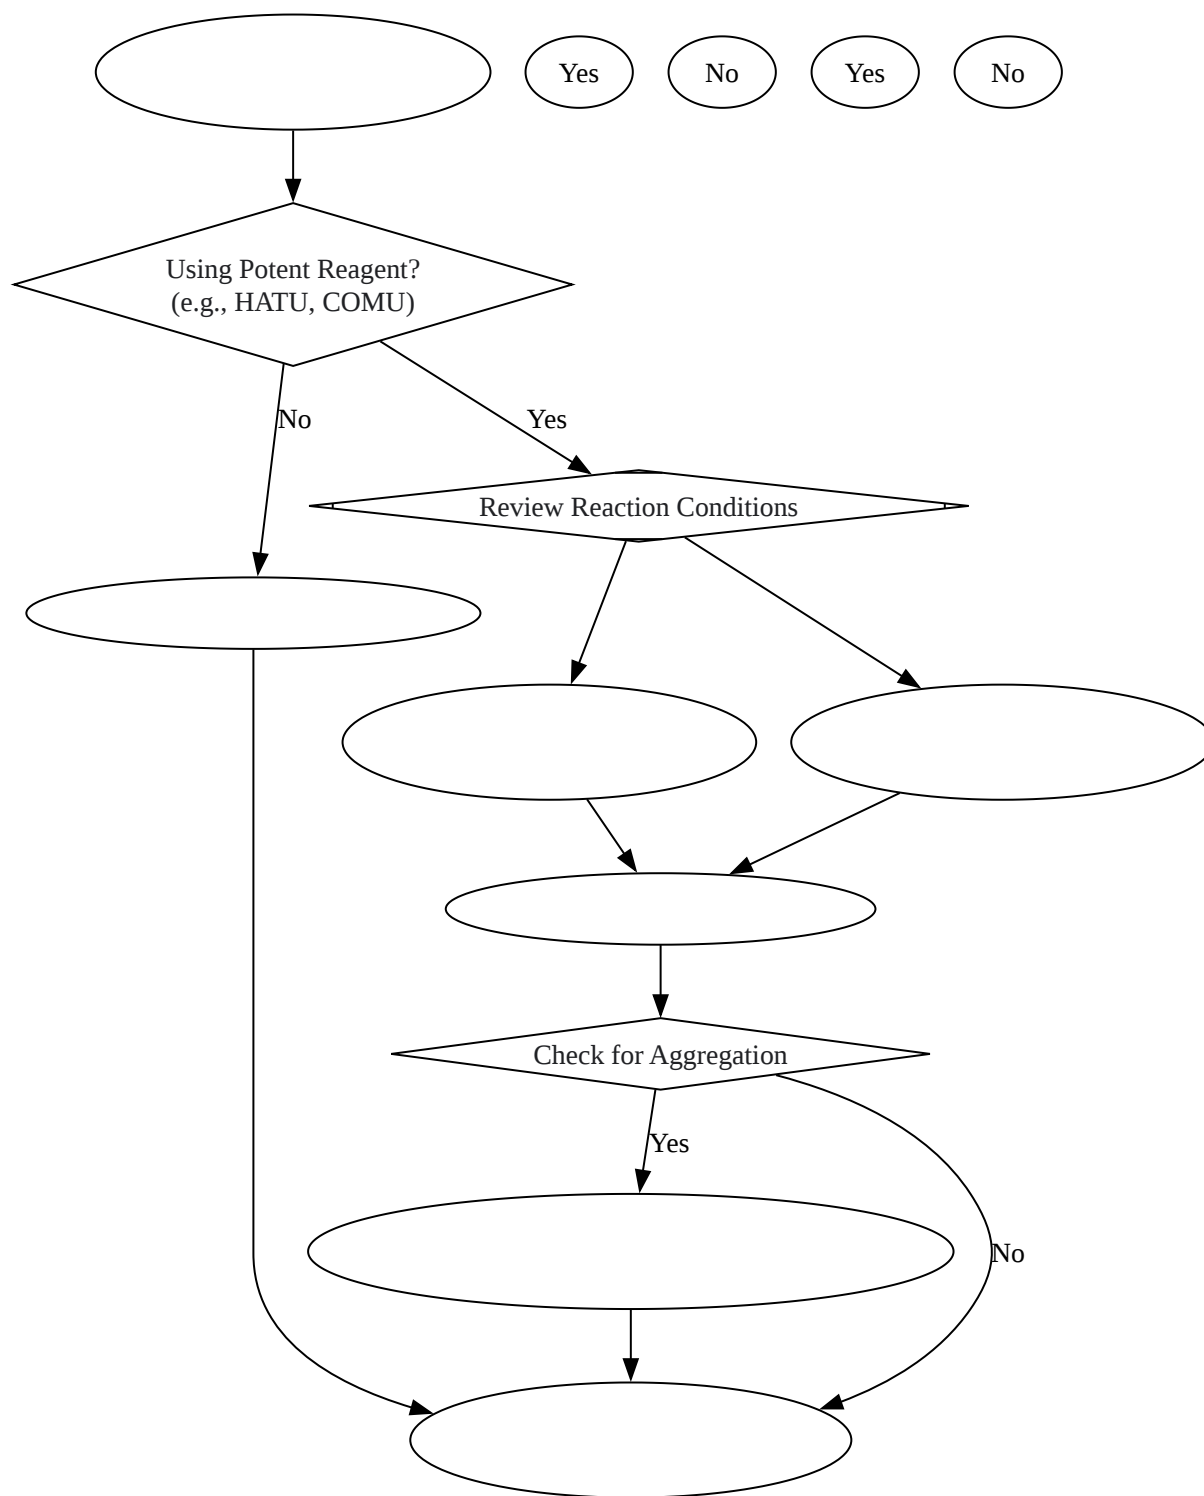 Yes
No
Yes
No
Using Potent Reagent?
(e.g., HATU, COMU)
No
Yes
Review Reaction Conditions
Check for Aggregation
Yes
No